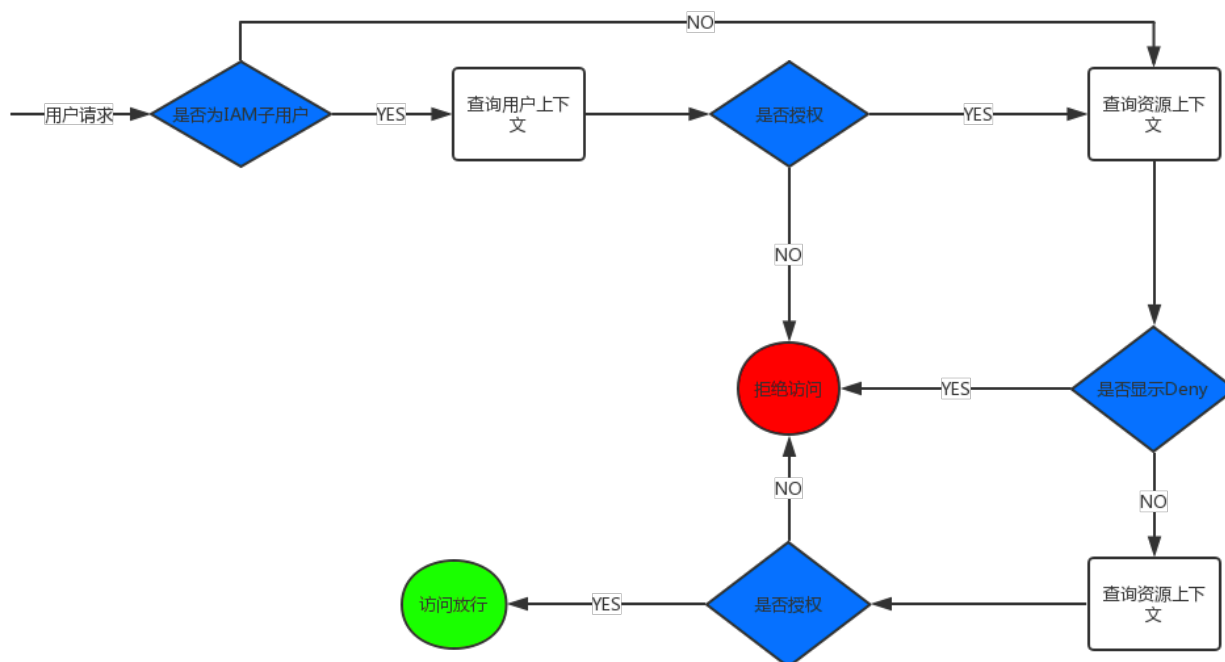 NO
用户请求
是否为IAM子用户
YES
查询用户上下
文
是否授权
YES
查询资源上下
文
NO
拒绝访问
YES
是否显示Deny
NO
NO
访问放行
YES
是否授权
查询资源上下
文